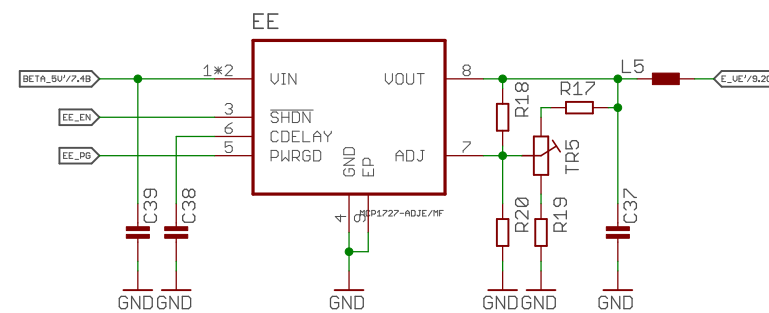 EE
BETA_5V'/7.4B
1*2
VIN
VOUT
8
L5
E_VE'/9.2C
R17
R18
EE_EN
3
SHDN
6
CDELAY
EE_PG
5
PWRGD
GND
EP
ADJ
7
TR5
4
9
MCP1727-ADJE/MF
C39
C38
R20
R19
C37
GND
GND
GND
GND
GND
GND